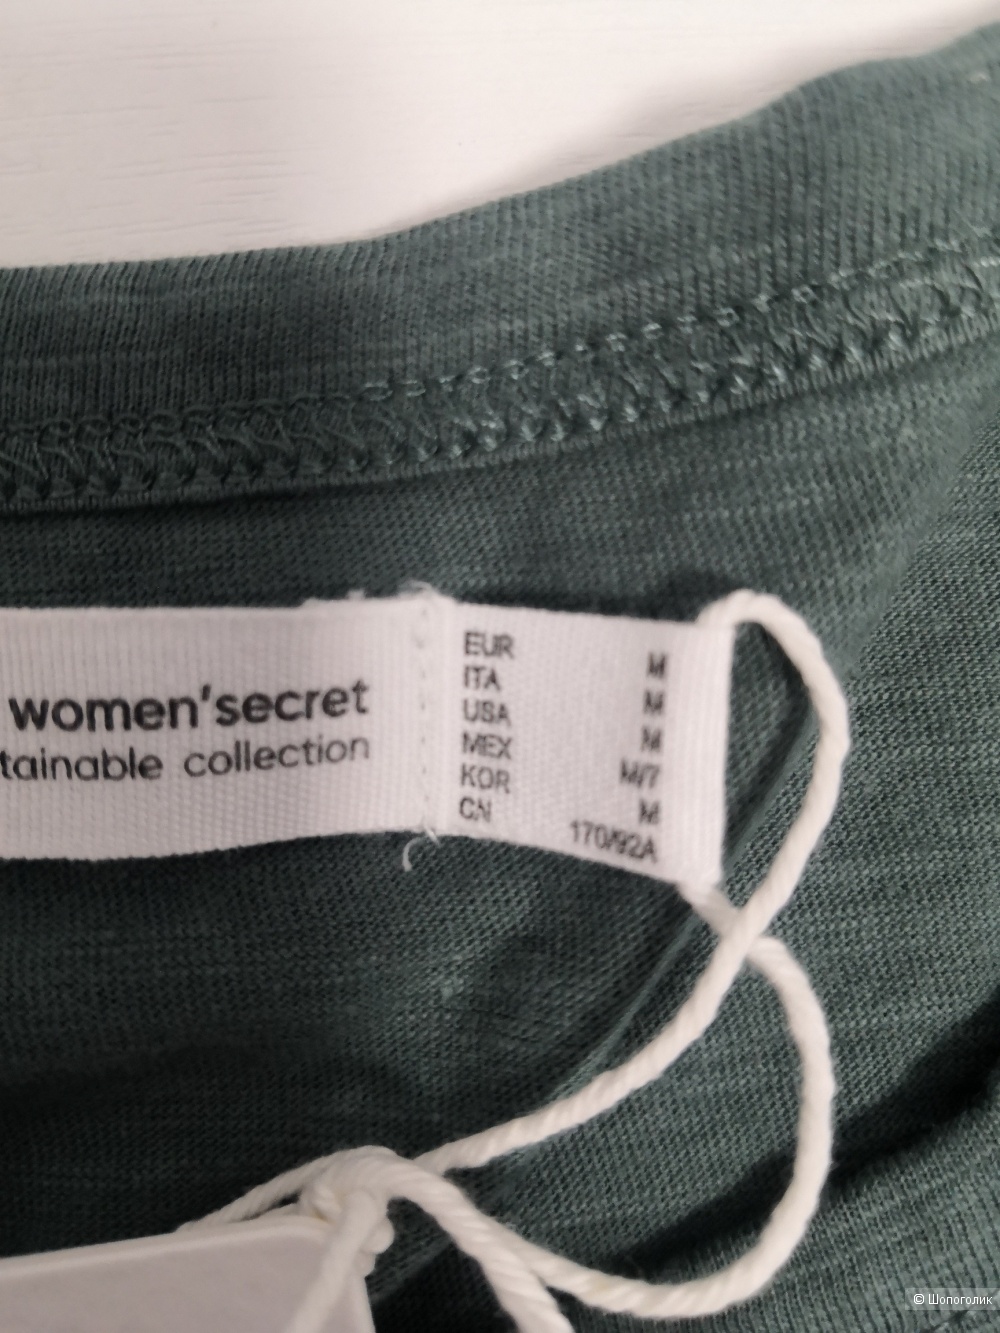 women'secret
tainable collection
EUR M
ITA M
USA M
MEX M/7
KOR M
CN 170/92A
© Шопоголик